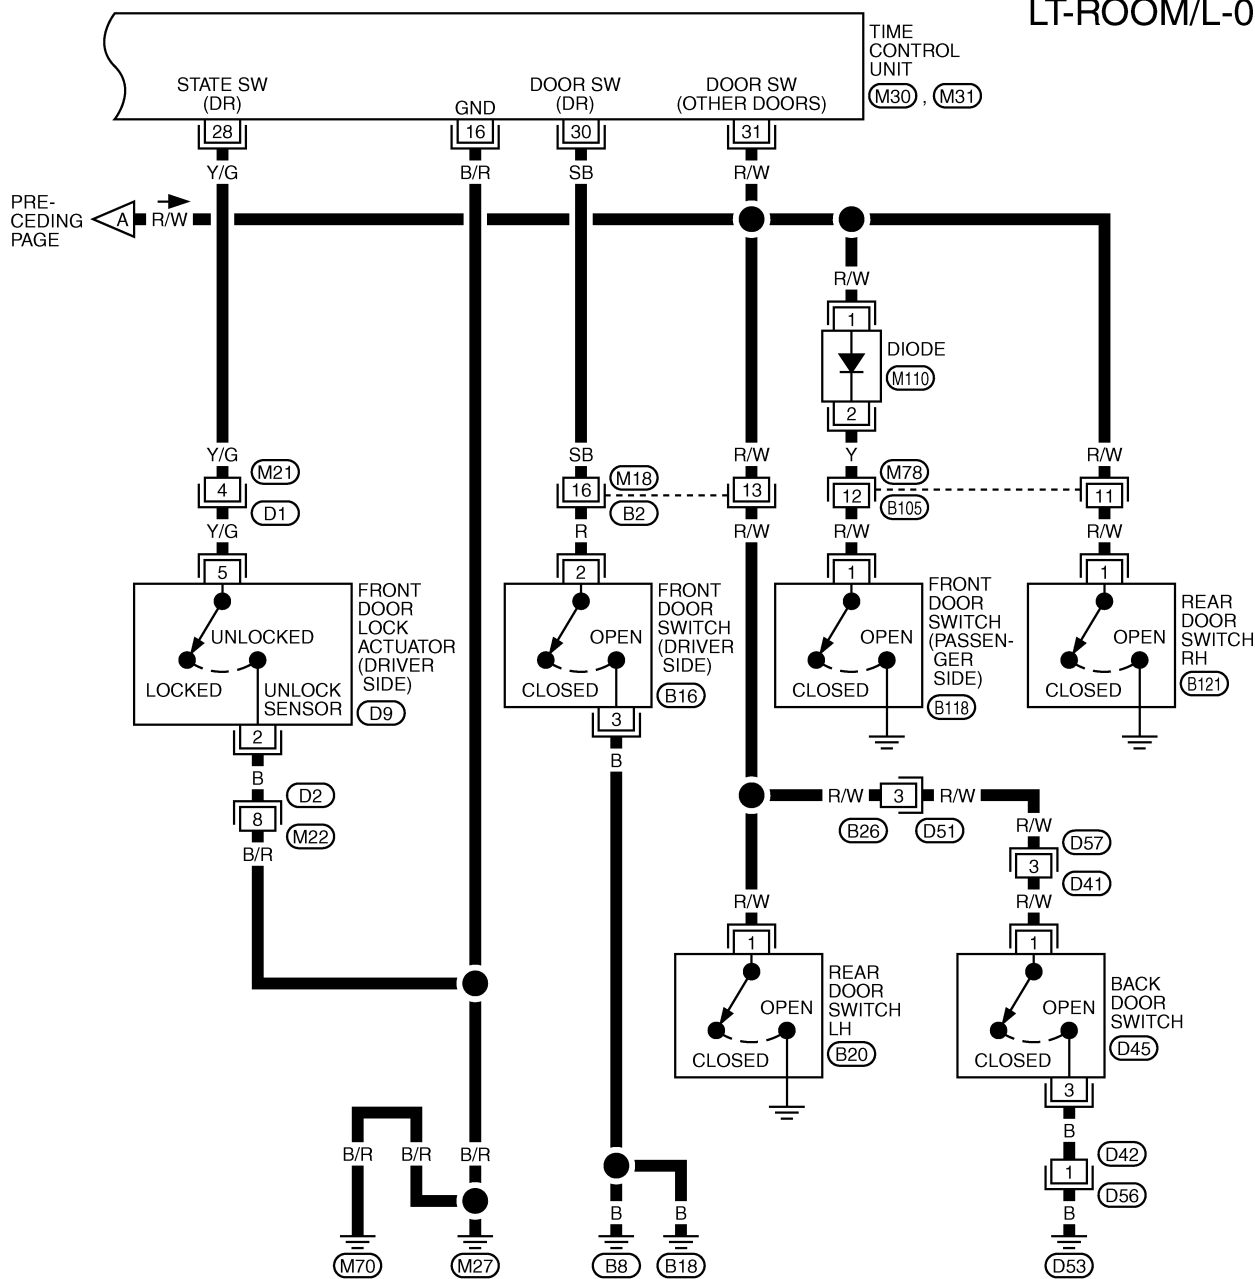 LT-ROOM/L-0
TIME
CONTROL
UNIT
M30 , M31
STATE SW
(DR)
GND
DOOR SW
(DR)
DOOR SW
(OTHER DOORS)
28
16
30
31
Y/G
B/R
SB
R/W
PRE-
CEDING
PAGE
A
R/W
R/W
1
DIODE
M110
2
Y/G
SB
R/W
Y
R/W
4
M21
D1
16
M18
B2
13
12
M78
B105
11
Y/G
R
R/W
R/W
R/W
5
2
1
1
UNLOCKED
LOCKED
UNLOCK
SENSOR
FRONT
DOOR
LOCK
ACTUATOR
(DRIVER
SIDE)
D9
OPEN
CLOSED
FRONT
DOOR
SWITCH
(DRIVER
SIDE)
B16
OPEN
CLOSED
FRONT
DOOR
SWITCH
(PASSEN-
GER
SIDE)
B118
OPEN
CLOSED
REAR
DOOR
SWITCH
RH
B121
2
3
B
B
D2
8
M22
B/R
R/W
3
R/W
B26
D51
R/W
D57
3
D41
R/W
R/W
1
1
OPEN
CLOSED
REAR
DOOR
SWITCH
LH
B20
OPEN
CLOSED
BACK
DOOR
SWITCH
D45
3
B
D42
1
D56
B/R
B/R
B/R
B
B
B
M70
M27
B8
B18
D53